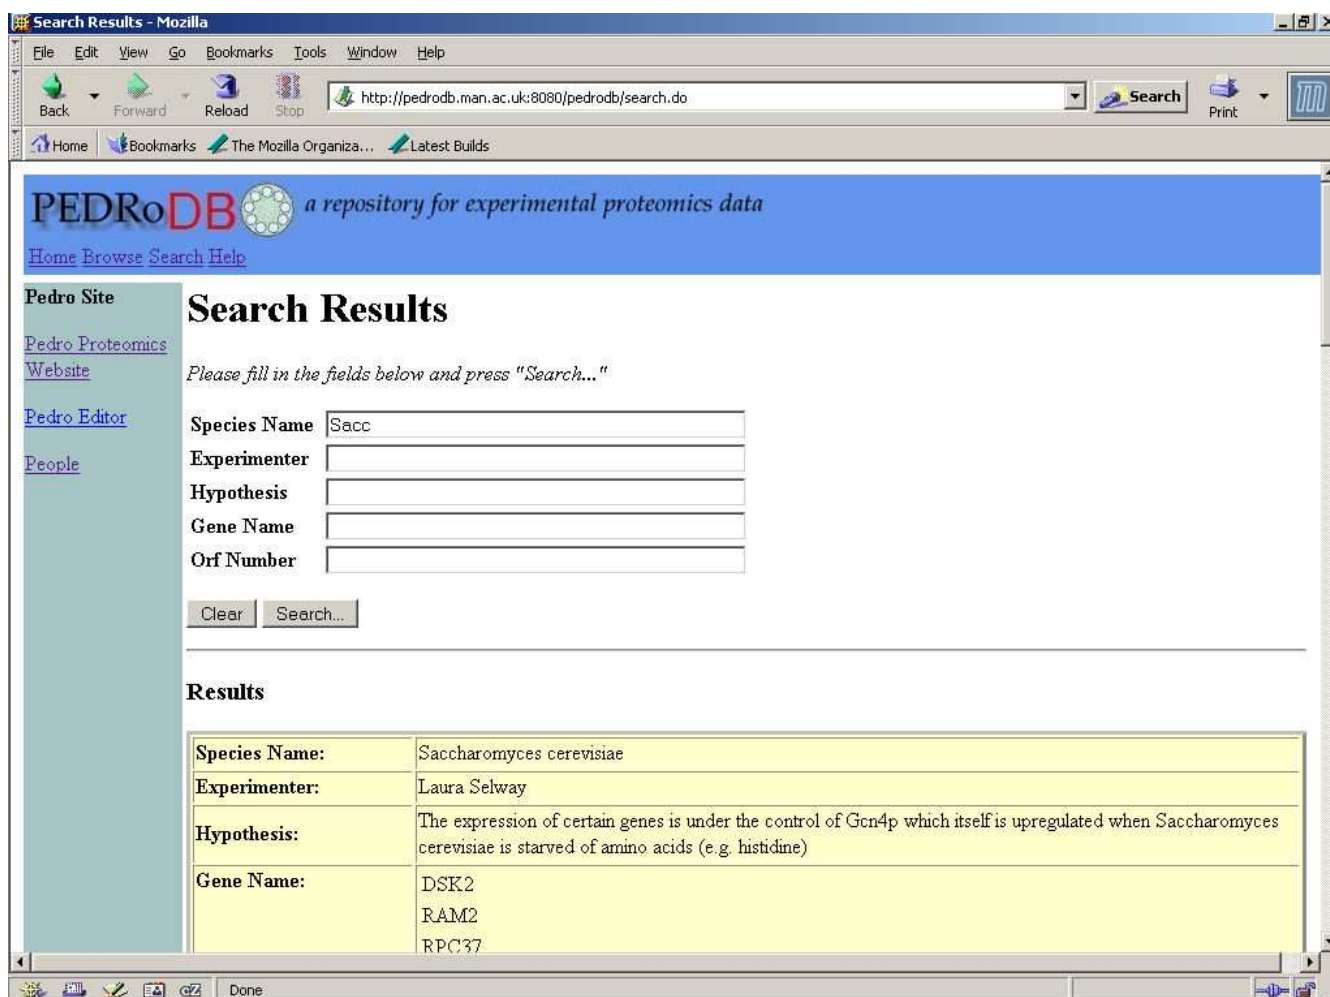 Search Results - Mozilla
File Edit View Go Bookmarks Tools Window Help
Back Forward Reload Stop http://pedrodb.man.ac.uk:8080/pedrodb/search.do Search Print
Home Bookmarks The Mozilla Organiza... Latest Builds
PEDRoDB a repository for experimental proteomics data
Home Browse Search Help
Pedro Site
Pedro Proteomics
Website
Pedro Editor
People
Search Results
Please fill in the fields below and press "Search..."
Species Name Sacc
Experimenter
Hypothesis
Gene Name
Orf Number
Clear Search...
Results
Species Name: Saccharomyces cerevisiae
Experimenter: Laura Selway
Hypothesis: The expression of certain genes is under the control of Gcn4p which itself is upregulated when Saccharomyces
cerevisiae is starved of amino acids (e.g. histidine)
Gene Name: DSK2
RAM2
RPC37
Done